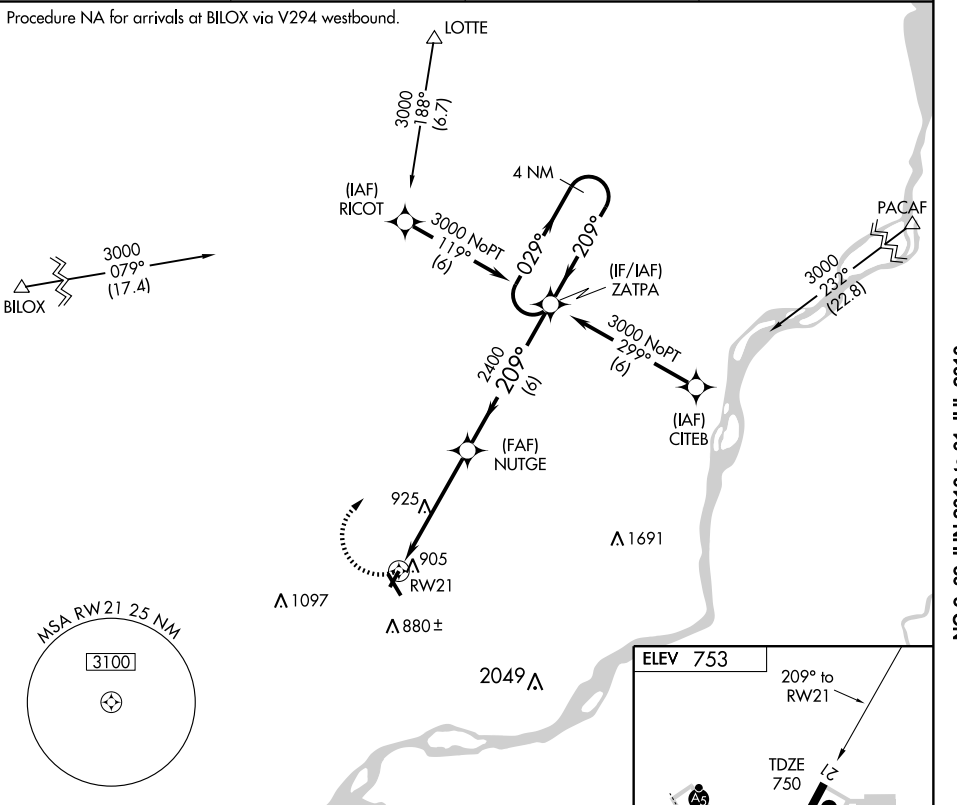 Procedure NA for arrivals at BILOX via V294 westbound.
LOTTE
3000
188°
(6.7)
4 NM
(IAF)
RICOT
3000 NoPT
119°
(6)
029°
209°
PACAF
3000
232°
(22.8)
(IF/IAF)
ZATPA
3000
079°
(17.4)
BILOX
3000 NoPT
299°
(6)
2400
209°
(6)
(IAF)
CITEB
(FAF)
NUTGE
925
1691
905
RW21
1097
880 ±
MSA RW21 25 NM
3100
2049
ELEV 753
209° to
RW21
TDZE
750
21
A5